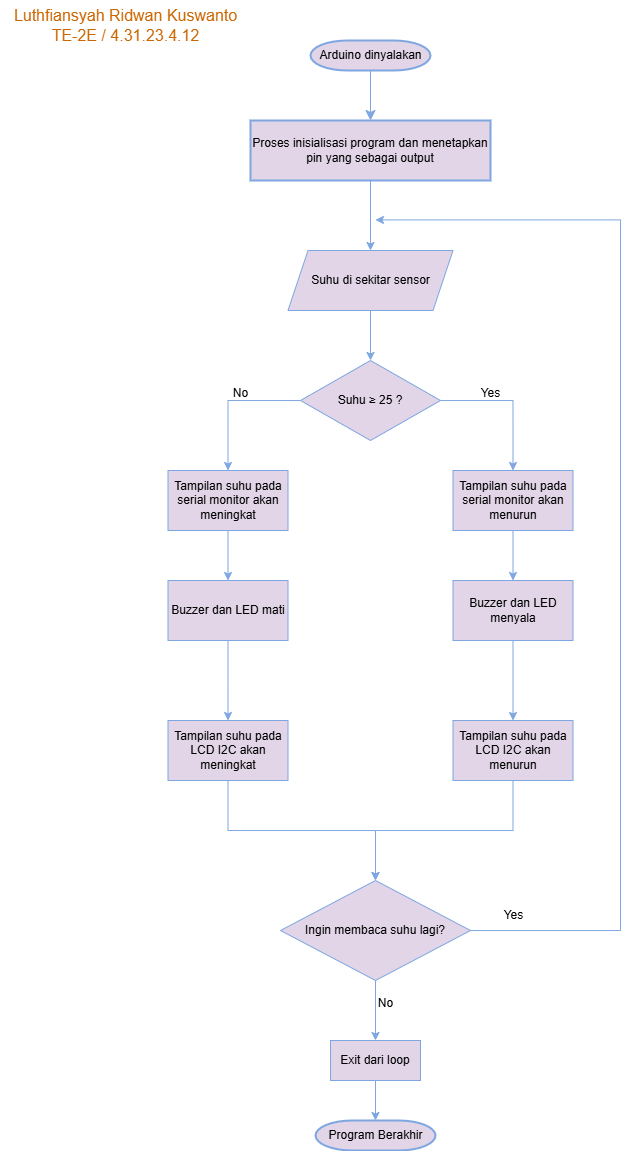 Luthfiansyah Ridwan Kuswanto
TE-2E / 4.31.23.4.12
Arduino dinyalakan
Proses inisialisasi program dan menetapkan
pin yang sebagai output
Suhu di sekitar sensor
Suhu ≥ 25 ?
No
Yes
Tampilan suhu pada
serial monitor akan
meningkat
Tampilan suhu pada
serial monitor akan
menurun
Buzzer dan LED mati
Buzzer dan LED
menyala
Tampilan suhu pada
LCD I2C akan
meningkat
Tampilan suhu pada
LCD I2C akan
menurun
Ingin membaca suhu lagi?
Yes
No
Exit dari loop
Program Berakhir